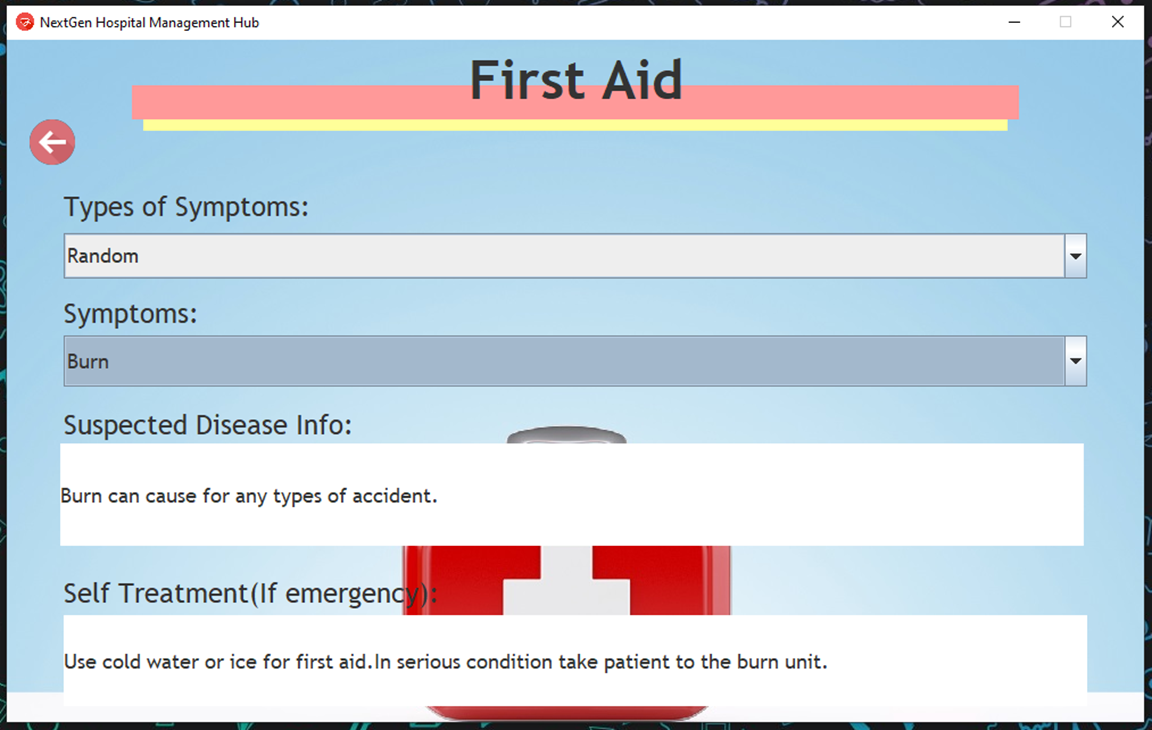 NextGen Hospital Management Hub
First Aid
Types of Symptoms:
Random
Symptoms:
Burn
Suspected Disease Info:
Burn can cause for any types of accident.
Self Treatment(If emergency):
Use cold water or ice for first aid.In serious condition take patient to the burn unit.